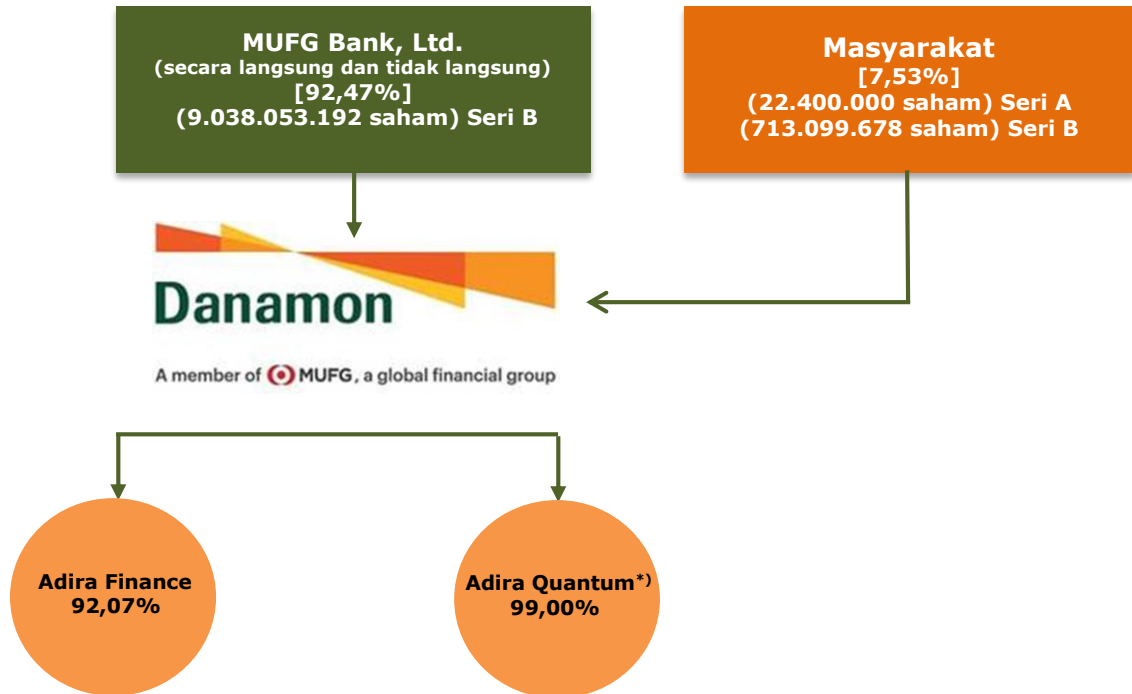 MUFG Bank, Ltd.
(secara langsung dan tidak langsung)
[92,47%]
(9.038.053.192 saham) Seri B
Masyarakat
[7,53%]
(22.400.000 saham) Seri A
(713.099.678 saham) Seri B
Danamon
A member of MUFG, a global financial group
Adira Finance
92,07%
Adira Quantum*)
99,00%